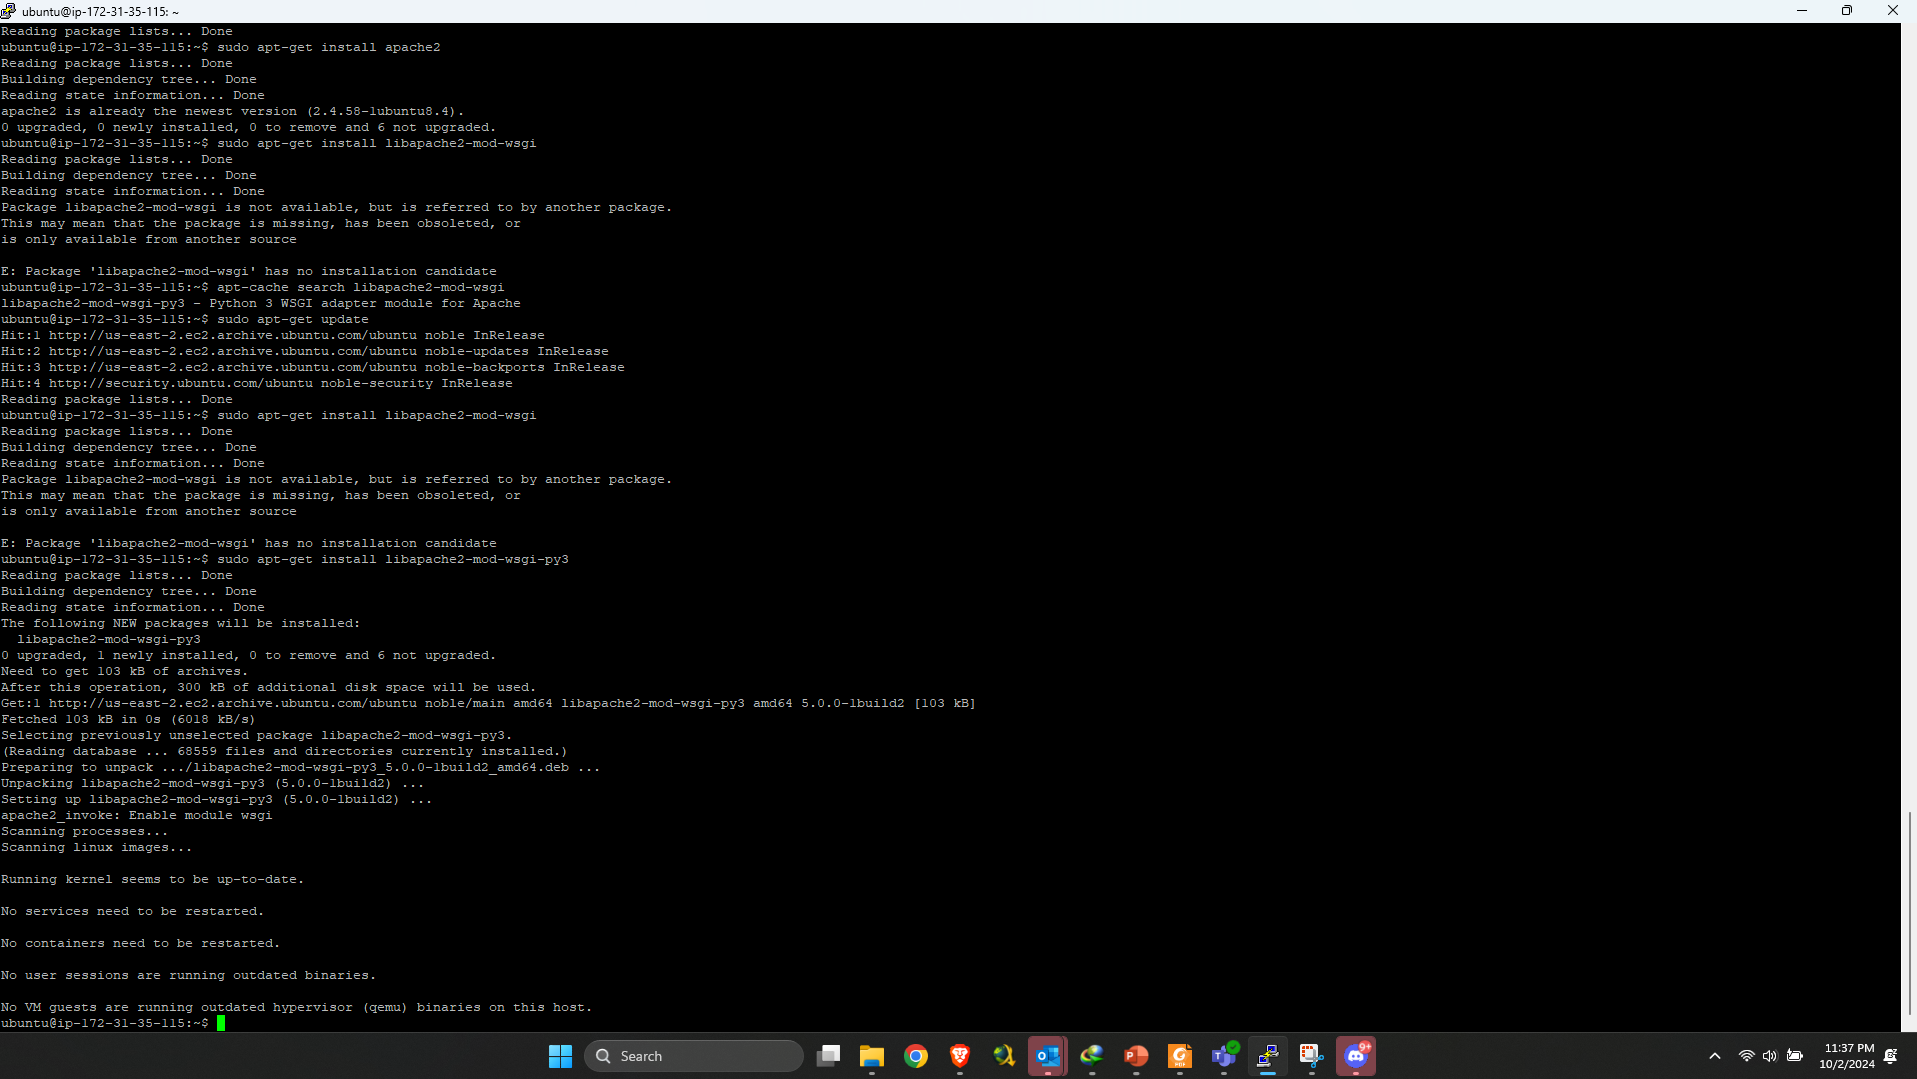 ubuntu@ip-172-31-35-115: ~
Reading package lists... Done
ubuntu@ip-172-31-35-115:~$ sudo apt-get install apache2
Reading package lists... Done
Building dependency tree... Done
Reading state information... Done
apache2 is already the newest version (2.4.58-1ubuntu8.4).
0 upgraded, 0 newly installed, 0 to remove and 6 not upgraded.
ubuntu@ip-172-31-35-115:~$ sudo apt-get install libapache2-mod-wsgi
Reading package lists... Done
Building dependency tree... Done
Reading state information... Done
Package libapache2-mod-wsgi is not available, but is referred to by another package.
This may mean that the package is missing, has been obsoleted, or
is only available from another source
E: Package 'libapache2-mod-wsgi' has no installation candidate
ubuntu@ip-172-31-35-115:~$ apt-cache search libapache2-mod-wsgi
libapache2-mod-wsgi-py3 - Python 3 WSGI adapter module for Apache
ubuntu@ip-172-31-35-115:~$ sudo apt-get update
Hit:1 http://us-east-2.ec2.archive.ubuntu.com/ubuntu noble InRelease
Hit:2 http://us-east-2.ec2.archive.ubuntu.com/ubuntu noble-updates InRelease
Hit:3 http://us-east-2.ec2.archive.ubuntu.com/ubuntu noble-backports InRelease
Hit:4 http://security.ubuntu.com/ubuntu noble-security InRelease
Reading package lists... Done
ubuntu@ip-172-31-35-115:~$ sudo apt-get install libapache2-mod-wsgi
Reading package lists... Done
Building dependency tree... Done
Reading state information... Done
Package libapache2-mod-wsgi is not available, but is referred to by another package.
This may mean that the package is missing, has been obsoleted, or
is only available from another source
E: Package 'libapache2-mod-wsgi' has no installation candidate
ubuntu@ip-172-31-35-115:~$ sudo apt-get install libapache2-mod-wsgi-py3
Reading package lists... Done
Building dependency tree... Done
Reading state information... Done
The following NEW packages will be installed:
libapache2-mod-wsgi-py3
0 upgraded, 1 newly installed, 0 to remove and 6 not upgraded.
Need to get 103 kB of archives.
After this operation, 300 kB of additional disk space will be used.
Get:1 http://us-east-2.ec2.archive.ubuntu.com/ubuntu noble/main amd64 libapache2-mod-wsgi-py3 amd64 5.0.0-1build2 [103 kB]
Fetched 103 kB in 0s (6018 kB/s)
Selecting previously unselected package libapache2-mod-wsgi-py3.
(Reading database ... 68559 files and directories currently installed.)
Preparing to unpack .../libapache2-mod-wsgi-py3_5.0.0-1build2_amd64.deb ...
Unpacking libapache2-mod-wsgi-py3 (5.0.0-1build2) ...
Setting up libapache2-mod-wsgi-py3 (5.0.0-1build2) ...
apache2_invoke: Enable module wsgi
Scanning processes...
Scanning linux images...
Running kernel seems to be up-to-date.
No services need to be restarted.
No containers need to be restarted.
No user sessions are running outdated binaries.
No VM guests are running outdated hypervisor (qemu) binaries on this host.
ubuntu@ip-172-31-35-115:~$
Search
9+
11:37 PM
10/2/2024